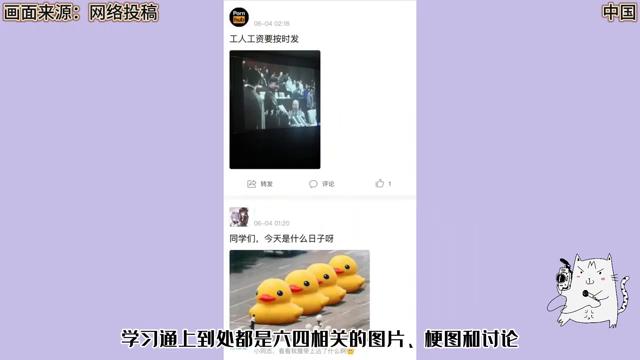 画面来源：网络投稿
中国
Porn
hub
06-04 02:18
工人工资要按时发
转发
评论
1
06-04 01:20
同学们，今天是什么日子呀
学习通上到处都是六四相关的图片、梗图和讨论